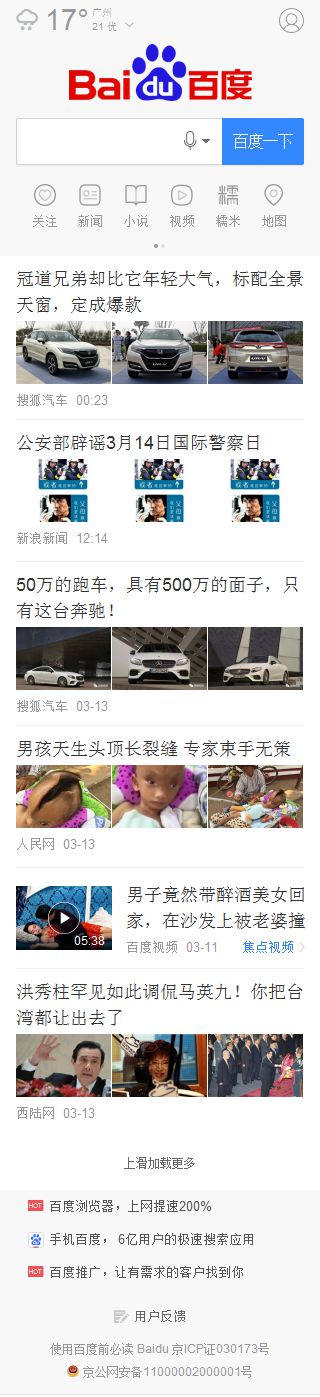 17°
广州
21 优
Bai du 百度
百度一下
关注 新闻 小说 视频 糯米 地图
冠道兄弟却比它年轻大气，标配全景
天窗，定成爆款
搜狐汽车 00:23
公安部辟谣3月14日国际警察日
新浪新闻 12:14
50万的跑车，具有500万的面子，只
有这台奔驰！
搜狐汽车 03-13
男孩天生头顶长裂缝 专家束手无策
人民网 03-13
05:38
男子竟然带醉酒美女回
家，在沙发上被老婆撞
百度视频 03-11 焦点视频
洪秀柱罕见如此调侃马英九！你把台
湾都让出去了
西陆网 03-13
上滑加载更多
HOT 百度浏览器，上网提速200%
手机百度， 6亿用户的极速搜索应用
HOT 百度推广，让有需求的客户找到你
用户反馈
使用百度前必读 Baidu 京ICP证030173号
京公网安备11000002000001号